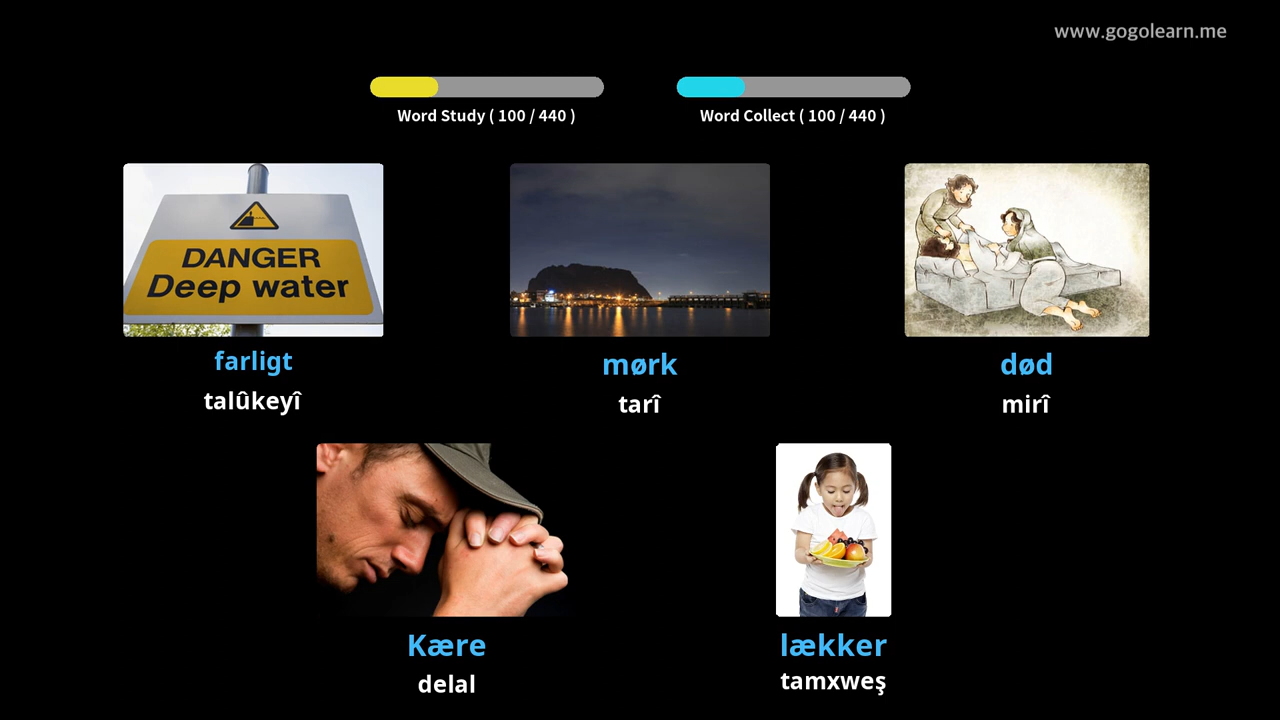 www.gogolearn.me
Word Study ( 100 / 440 )
Word Collect ( 100 / 440 )
DANGER
Deep water
farligt
talûkeyî
mørk
tarî
død
mirî
Kære
delal
lækker
tamxweş